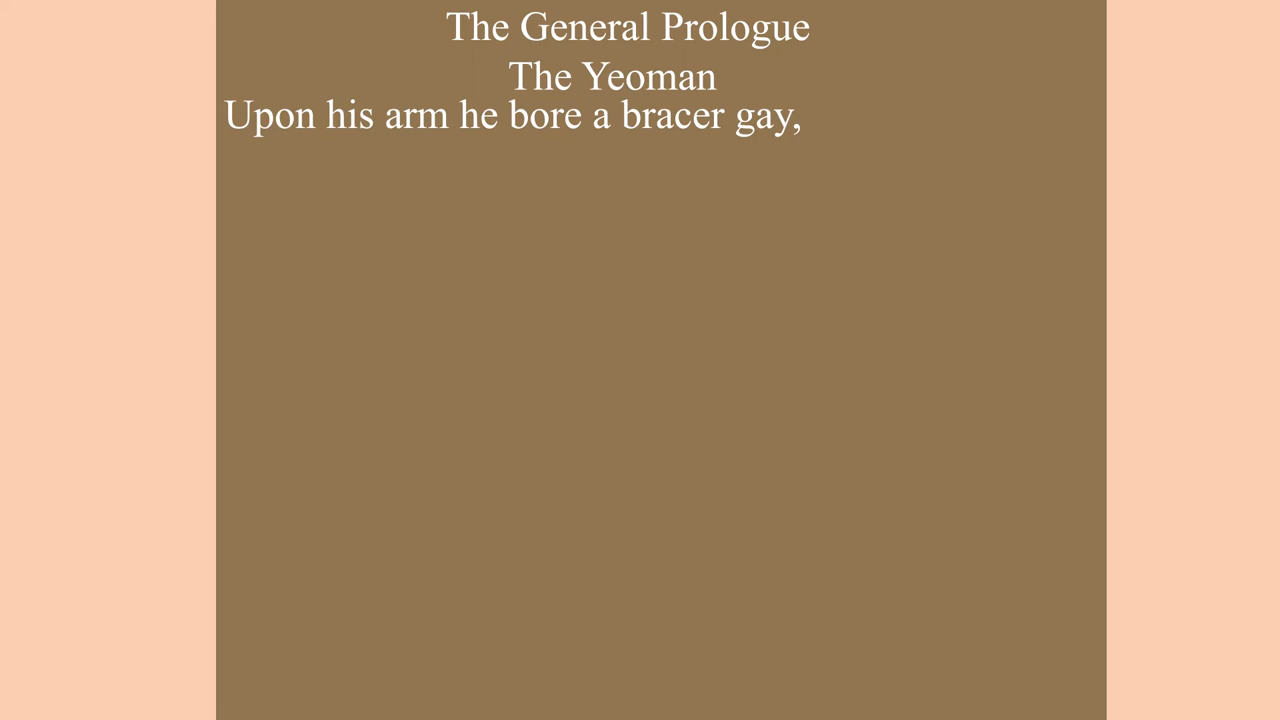 The General Prologue
The Yeoman
Upon his arm he bore a bracer gay,